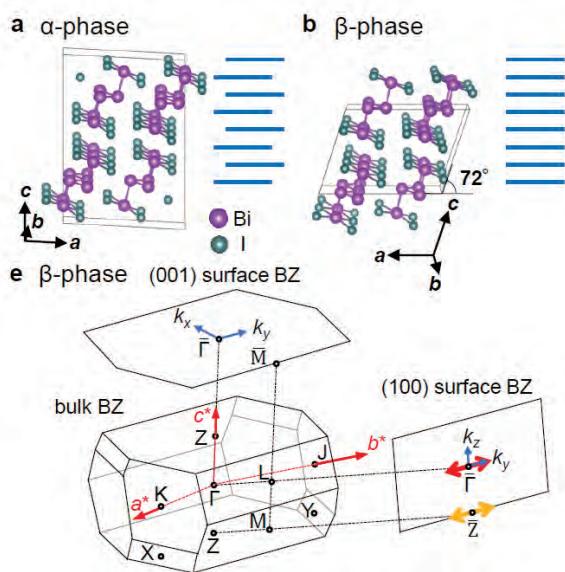 a α-phase
b β-phase
c
b
a
Bi
I
72°
c
a
b
e β-phase (001) surface BZ
kx ky
Γ̄
M̄
(100) surface BZ
bulk BZ
c*
Z
J
b*
kz
ky
Γ̄
K
L
a*
Γ
M
Y
Z̄
X
Z